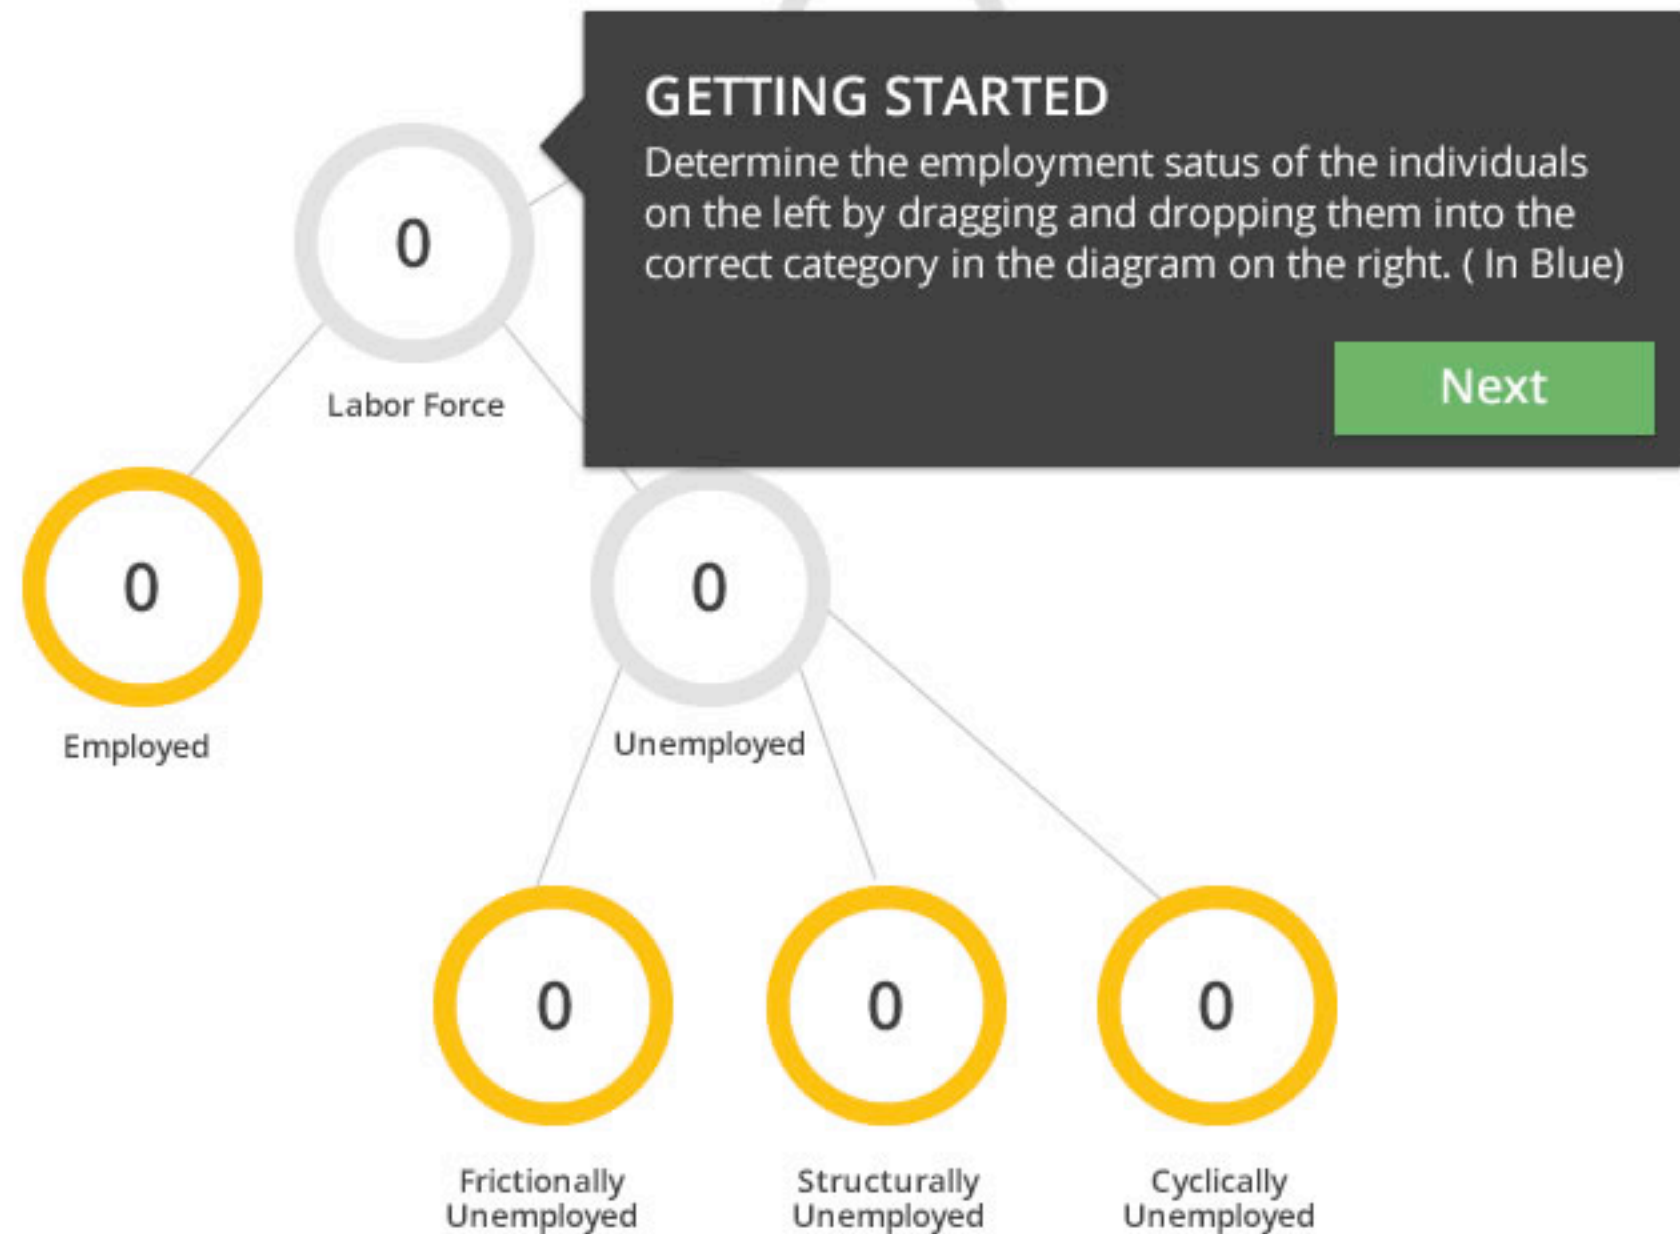 GETTING STARTED
Determine the employment satus of the individuals
on the left by dragging and dropping them into the
correct category in the diagram on the right. ( In Blue)
Next
0
Labor Force
0
Employed
0
Unemployed
0
0
0
Frictionally
Unemployed
Structurally
Unemployed
Cyclically
Unemployed